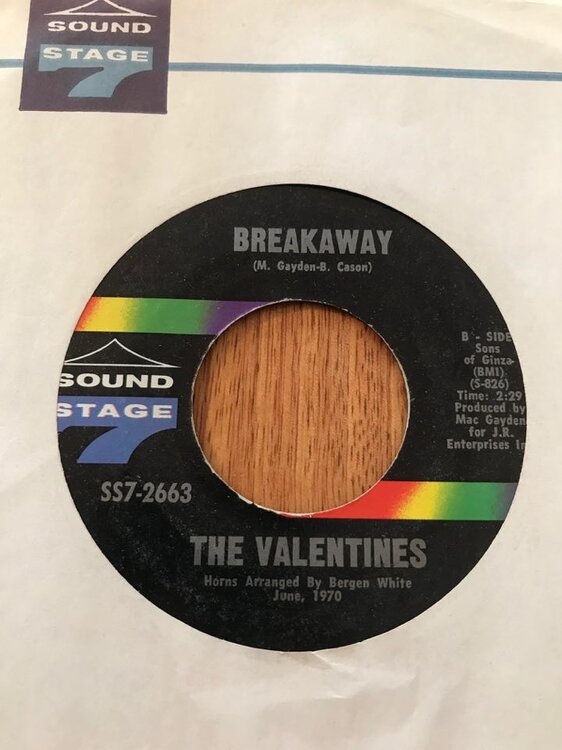 SOUND
STAGE
7
BREAKAWAY
(M. Gayden-B. Cason)
SOUND
STAGE
7
B - SIDE
Sons
of Ginza
(BMI)
(S-826)
Time: 2:29
Produced by
Mac Gayden
for J.R.
Enterprises In
SS7-2663
THE VALENTINES
Horns Arranged By Bergen White
June, 1970